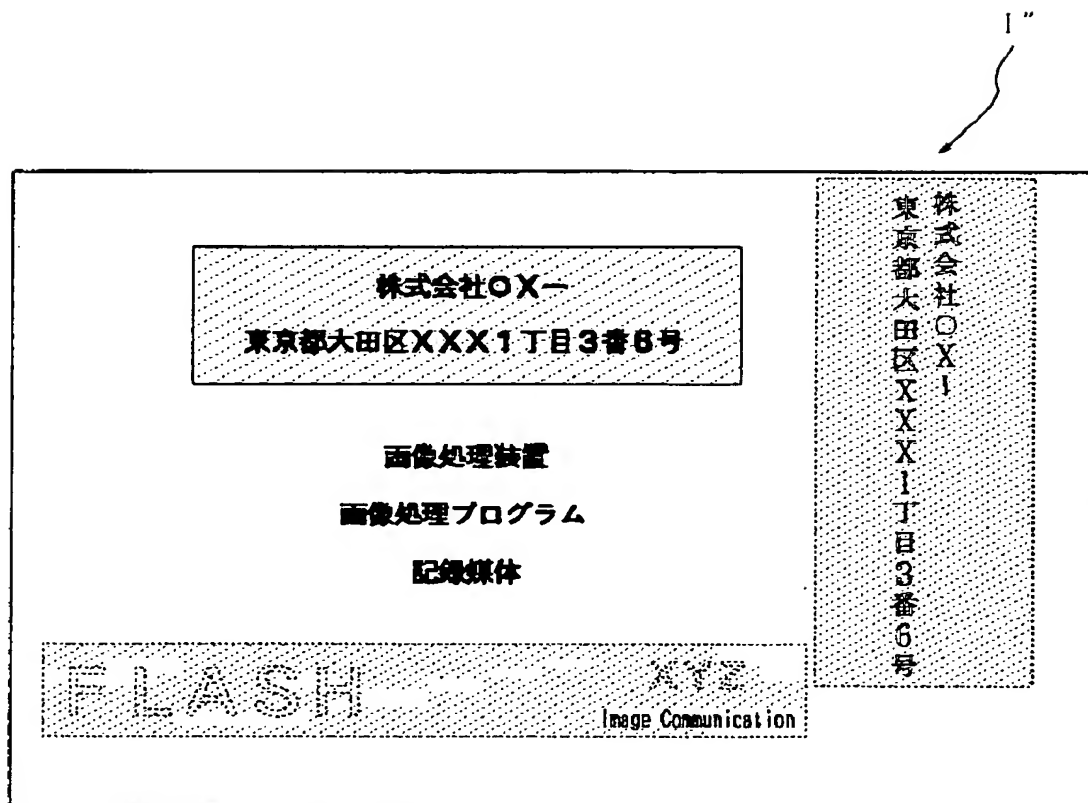 I"
株式会社〇Xー
東京都大田区XXX1丁目3番6号
画像処理装置
画像処理プログラム
記録媒体
FLASH
XYZ
Image Communication
株式会社〇Xー
東京都大田区XXX1丁目3番6号